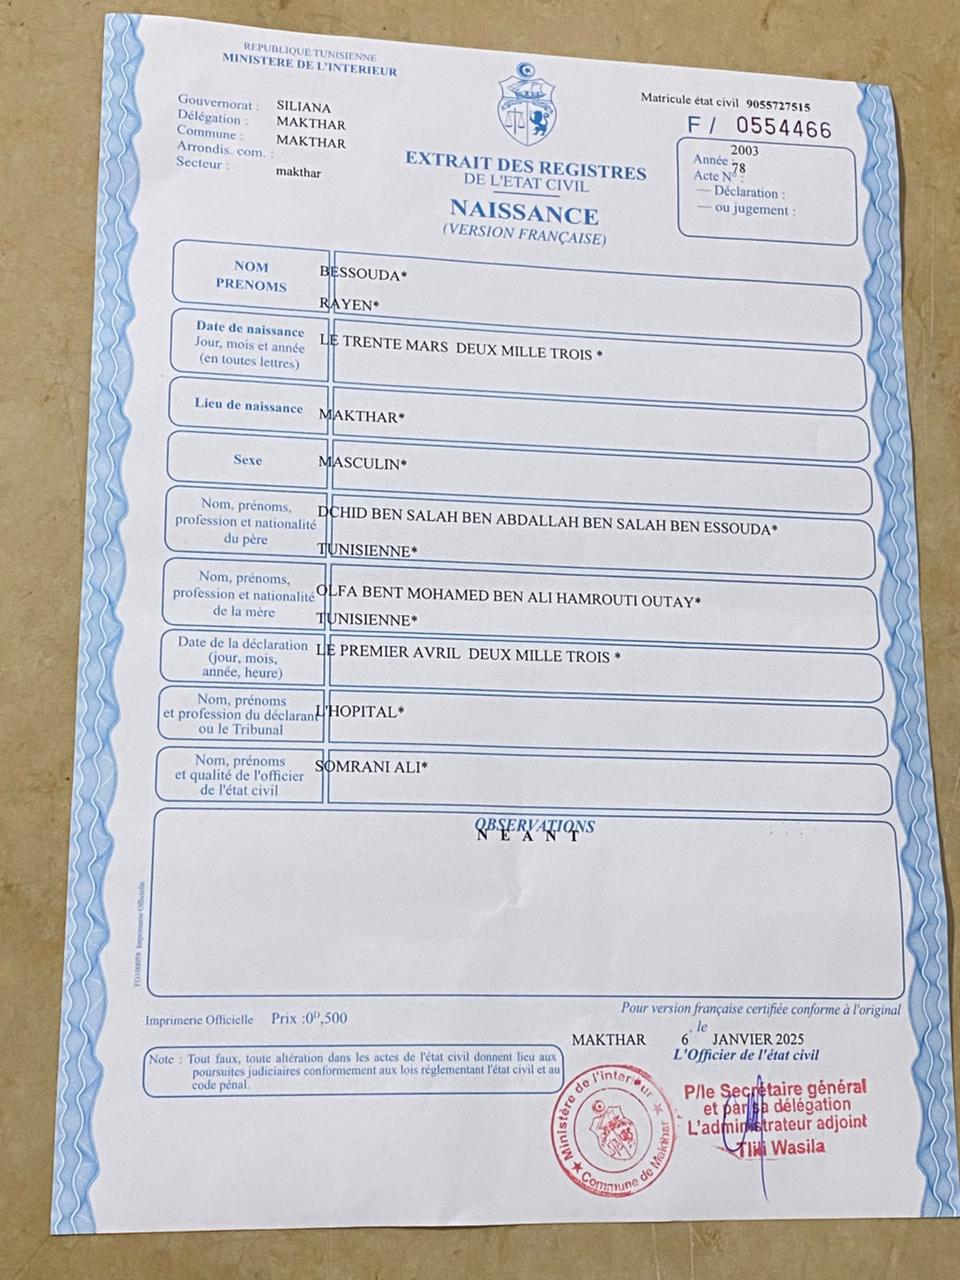 REPUBLIQUE TUNISIENNE
MINISTERE DE L'INTERIEUR
Gouvernorat : SILIANA
Délégation : MAKTHAR
Commune : MAKTHAR
Arrondis. com. :
Secteur : makthar
EXTRAIT DES REGISTRES
DE L'ETAT CIVIL
NAISSANCE
(VERSION FRANÇAISE)
Matricule état civil 9055727515
F / 0554466
Année : 2003
Acte N° : 78
— Déclaration :
— ou jugement :
NOM BESSOUDA*
PRENOMS RAYEN*
Date de naissance
Jour, mois et année
(en toutes lettres)
LE TRENTE MARS DEUX MILLE TROIS *
Lieu de naissance MAKTHAR*
Sexe MASCULIN*
Nom, prénoms,
profession et nationalité
du père
DCHID BEN SALAH BEN ABDALLAH BEN SALAH BEN ESSOUDA*
TUNISIENNE*
Nom, prénoms,
profession et nationalité
de la mère
OLFA BENT MOHAMED BEN ALI HAMROUTI OUTAY*
TUNISIENNE*
Date de la déclaration
(jour, mois,
année, heure)
LE PREMIER AVRIL DEUX MILLE TROIS *
Nom, prénoms
et profession du déclarant
ou le Tribunal
L'HOPITAL*
Nom, prénoms
et qualité de l'officier
de l'état civil
SOMRANI ALI*
OBSERVATIONS
N E A N T
FG100059 Imprimerie Officielle
Imprimerie Officielle Prix :0ᴰ,500
Note : Tout faux, toute altération dans les actes de l'état civil donnent lieu aux
poursuites judiciaires conformement aux lois réglementant l'état civil et au
code pénal.
Pour version française certifiée conforme à l'original
MAKTHAR 6 le JANVIER 2025
L'Officier de l'état civil
P/le Secrétaire général
et par sa délégation
L'administrateur adjoint
Tlili Wasila
Ministère de l'Interieur
Commune de Makthar